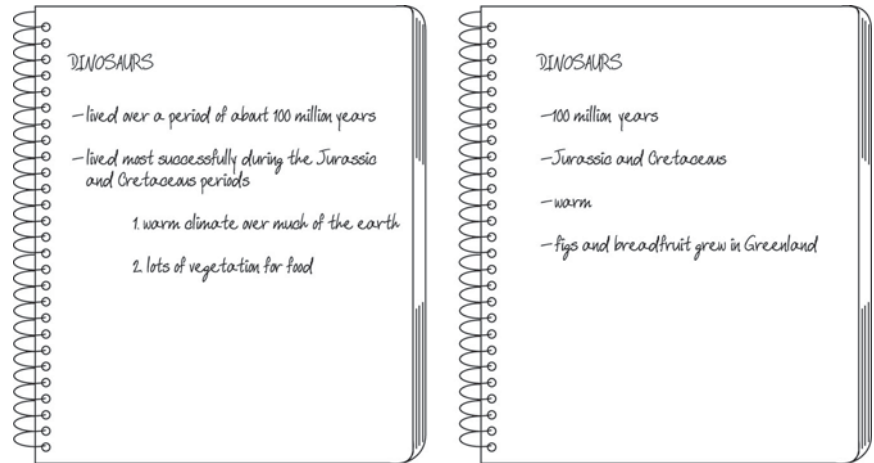 DINOSAURS
—lived over a period of about 100 million years
—lived most successfully during the Jurassic
and Cretaceous periods
1. warm climate over much of the earth
2. lots of vegetation for food
DINOSAURS
—100 million years
—Jurassic and Cretaceous
—warm
—figs and breadfruit grew in Greenland